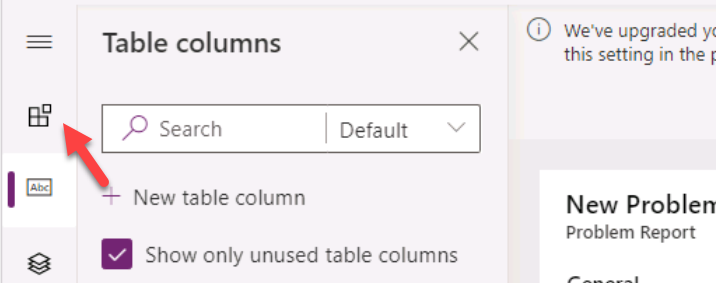 Table columns
We've upgraded
this setting in the
Search
Default
Abc
New table column
Show only unused table columns
New Problem
Problem Report
General